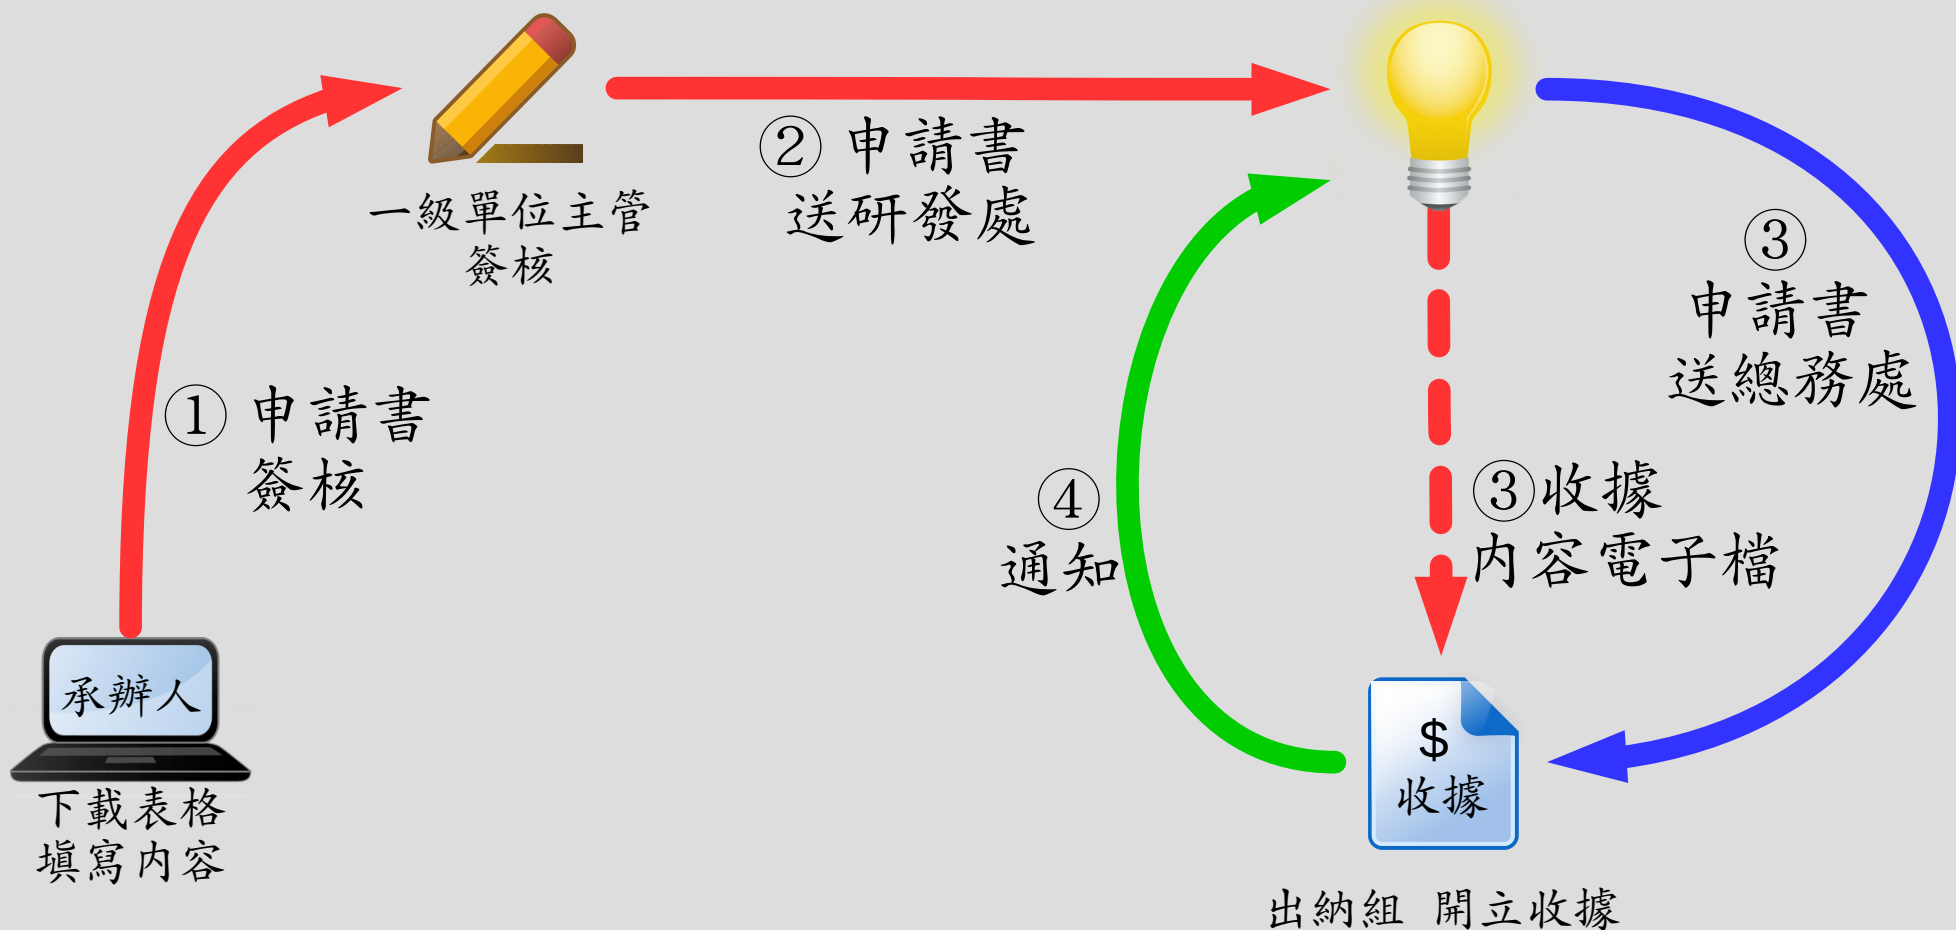 一級單位主管
簽核
② 申請書
送研發處
③
申請書
送總務處
① 申請書
簽核
④
通知
③收據
內容電子檔
承辦人
下載表格
填寫內容
$
收據
出納組 開立收據